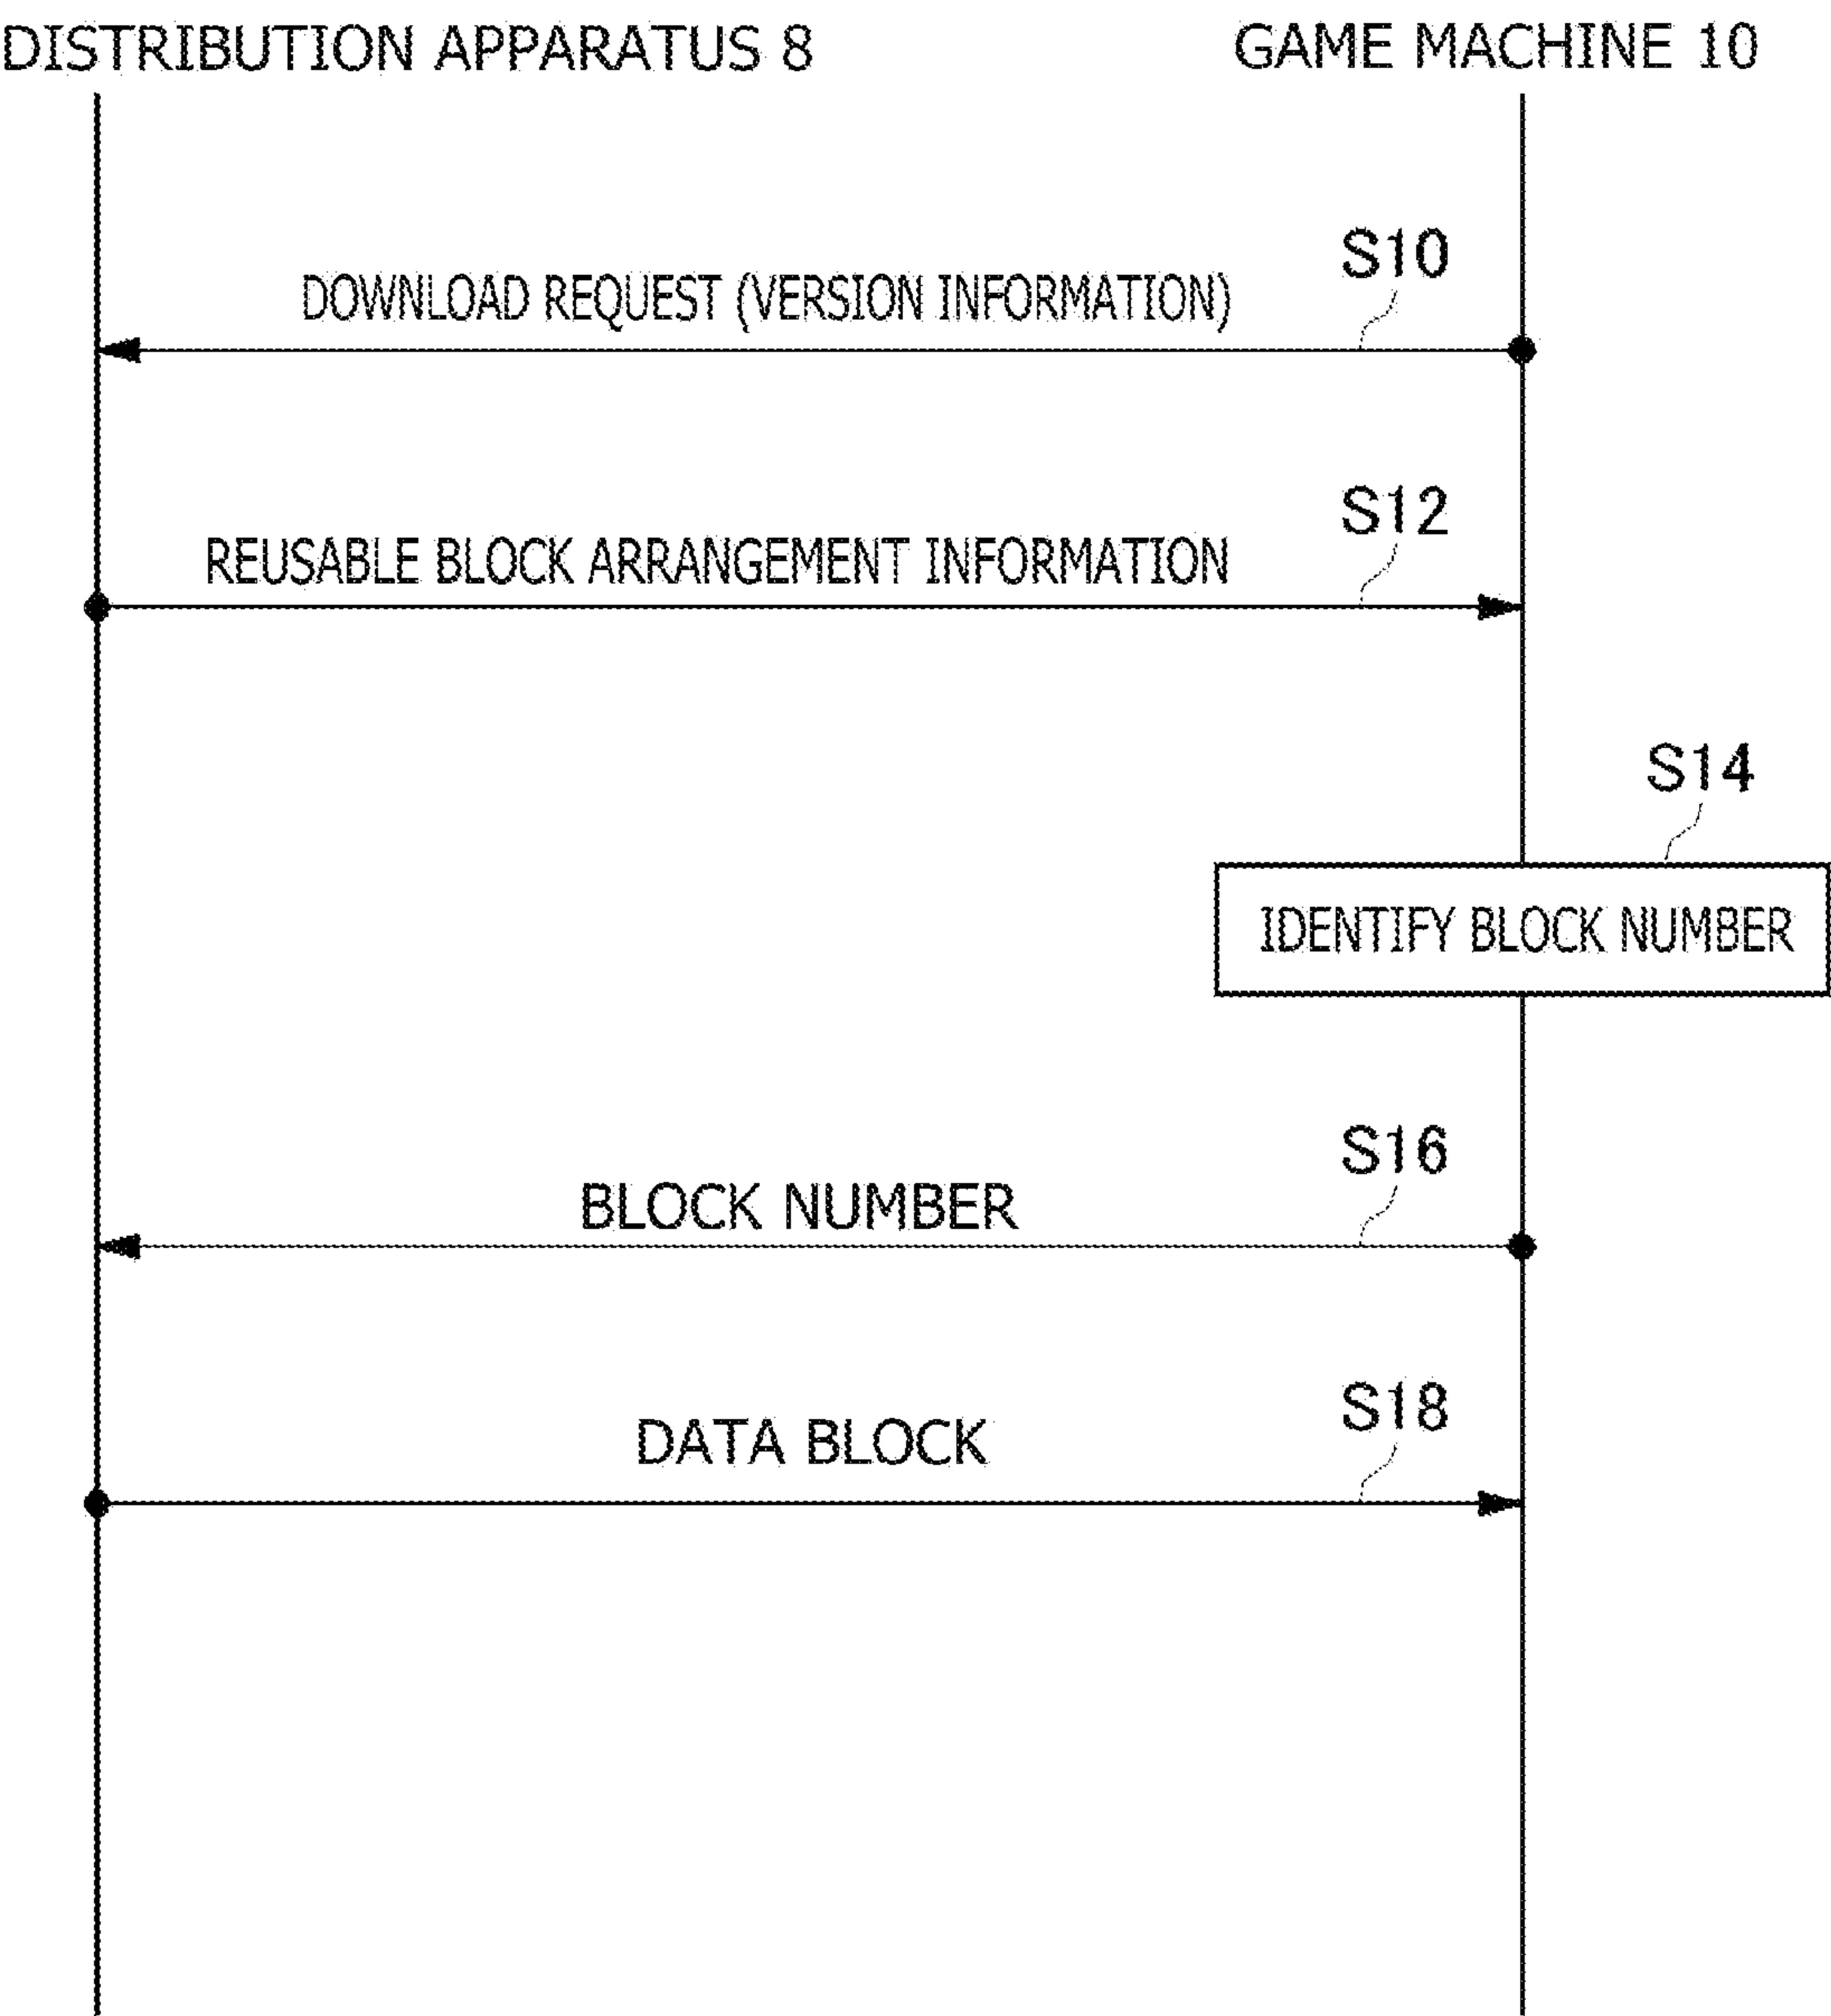 DISTRIBUTION APPARATUS 8
GAME MACHINE 10
S10
DOWNLOAD REQUEST (VERSION INFORMATION)
S12
REUSABLE BLOCK ARRANGEMENT INFORMATION
S14
IDENTIFY BLOCK NUMBER
S16
BLOCK NUMBER
S18
DATA BLOCK